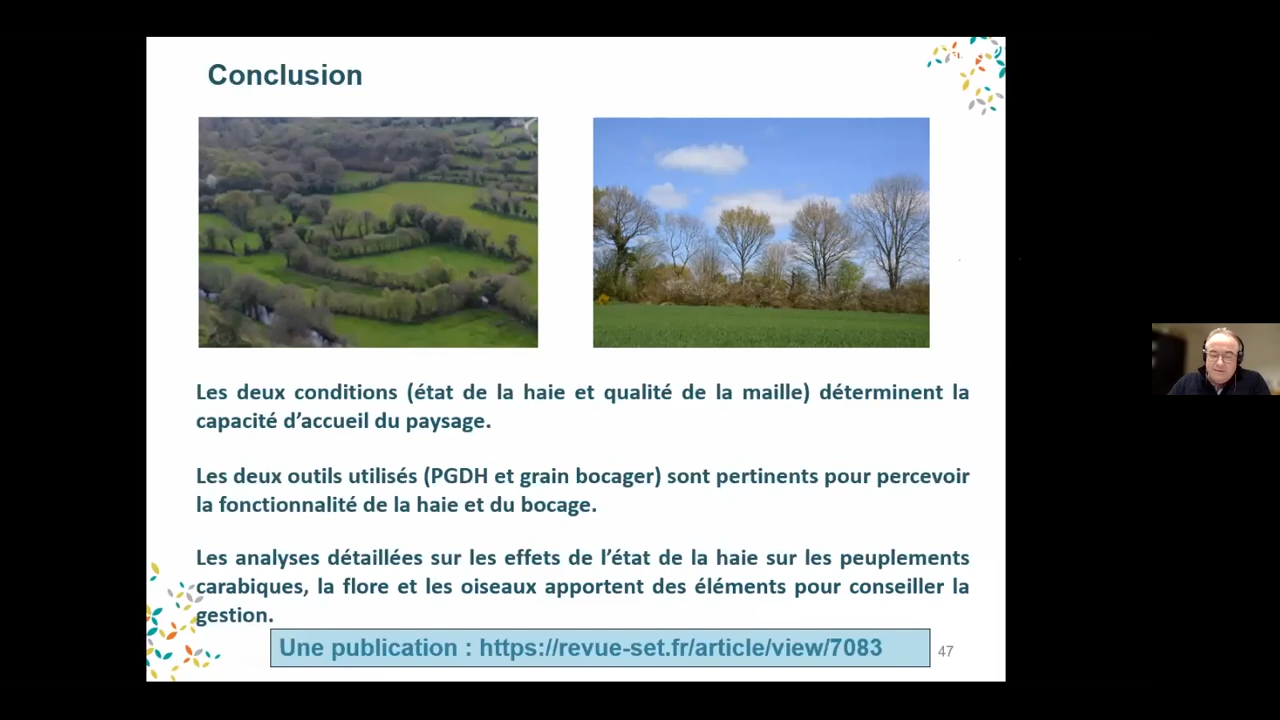 Conclusion
Les deux conditions (état de la haie et qualité de la maille) déterminent la
capacité d’accueil du paysage.
Les deux outils utilisés (PGDH et grain bocager) sont pertinents pour percevoir
la fonctionnalité de la haie et du bocage.
Les analyses détaillées sur les effets de l’état de la haie sur les peuplements
carabiques, la flore et les oiseaux apportent des éléments pour conseiller la
gestion.
Une publication : https://revue-set.fr/article/view/7083
47